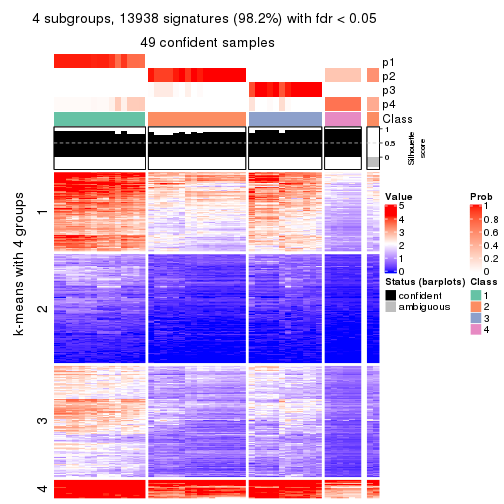 4 subgroups, 13938 signatures (98.2%) with fdr < 0.05
49 confident samples
p1
p2
p3
p4
Class
1
0.5
0
Silhouette
score
k-means with 4 groups
1
2
3
4
Value
5
4
3
2
1
0
Prob
1
0.8
0.6
0.4
0.2
0
Status (barplots)
confident
ambiguous
Class
1
2
3
4